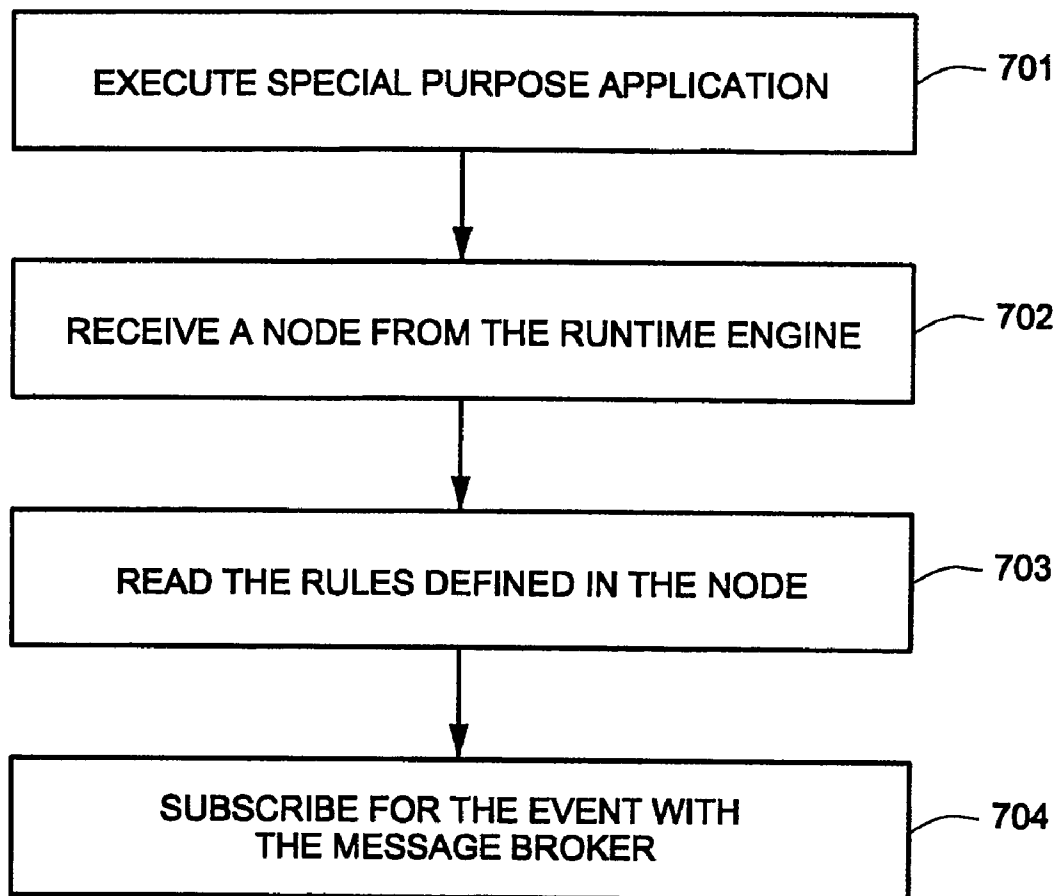 EXECUTE SPECIAL PURPOSE APPLICATION
701
RECEIVE A NODE FROM THE RUNTIME ENGINE
702
READ THE RULES DEFINED IN THE NODE
703
SUBSCRIBE FOR THE EVENT WITH
THE MESSAGE BROKER
704